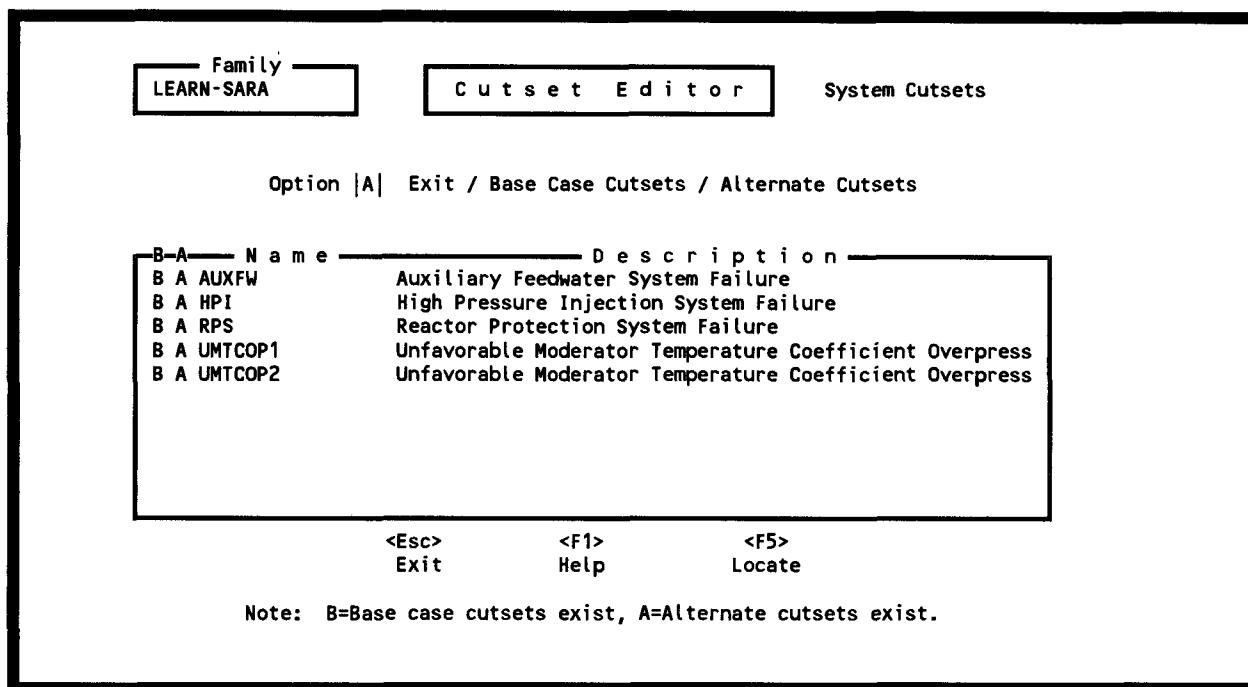 Family
LEARN-SARA
Cutset Editor
System Cutsets
Option |A| Exit / Base Case Cutsets / Alternate Cutsets
B-A Name Description
B A AUXFW Auxiliary Feedwater System Failure
B A HPI High Pressure Injection System Failure
B A RPS Reactor Protection System Failure
B A UMTCOP1 Unfavorable Moderator Temperature Coefficient Overpress
B A UMTCOP2 Unfavorable Moderator Temperature Coefficient Overpress
<Esc> <F1> <F5>
Exit Help Locate
Note: B=Base case cutsets exist, A=Alternate cutsets exist.